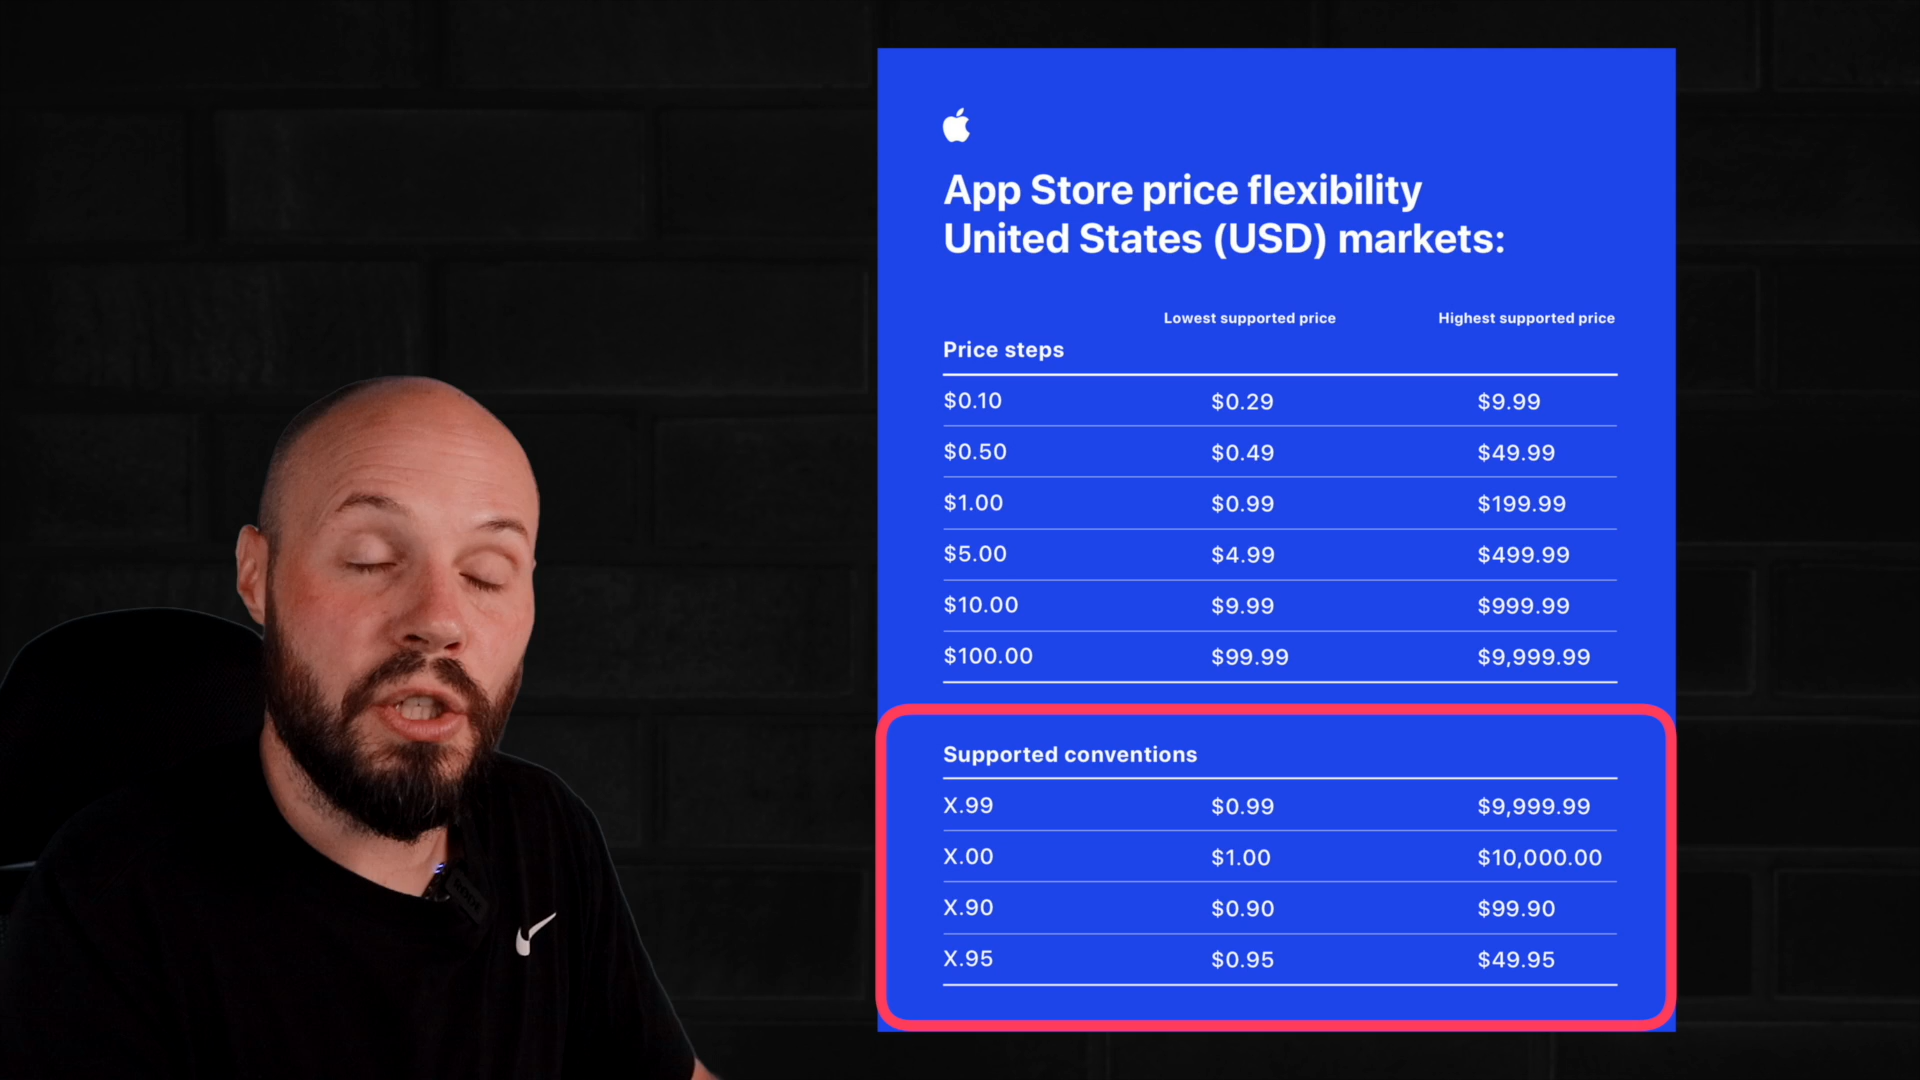 App Store price flexibility
United States (USD) markets:
Lowest supported price Highest supported price
Price steps
$0.10 $0.29 $9.99
$0.50 $0.49 $49.99
$1.00 $0.99 $199.99
$5.00 $4.99 $499.99
$10.00 $9.99 $999.99
$100.00 $99.99 $9,999.99
Supported conventions
X.99 $0.99 $9,999.99
X.00 $1.00 $10,000.00
X.90 $0.90 $99.90
X.95 $0.95 $49.95